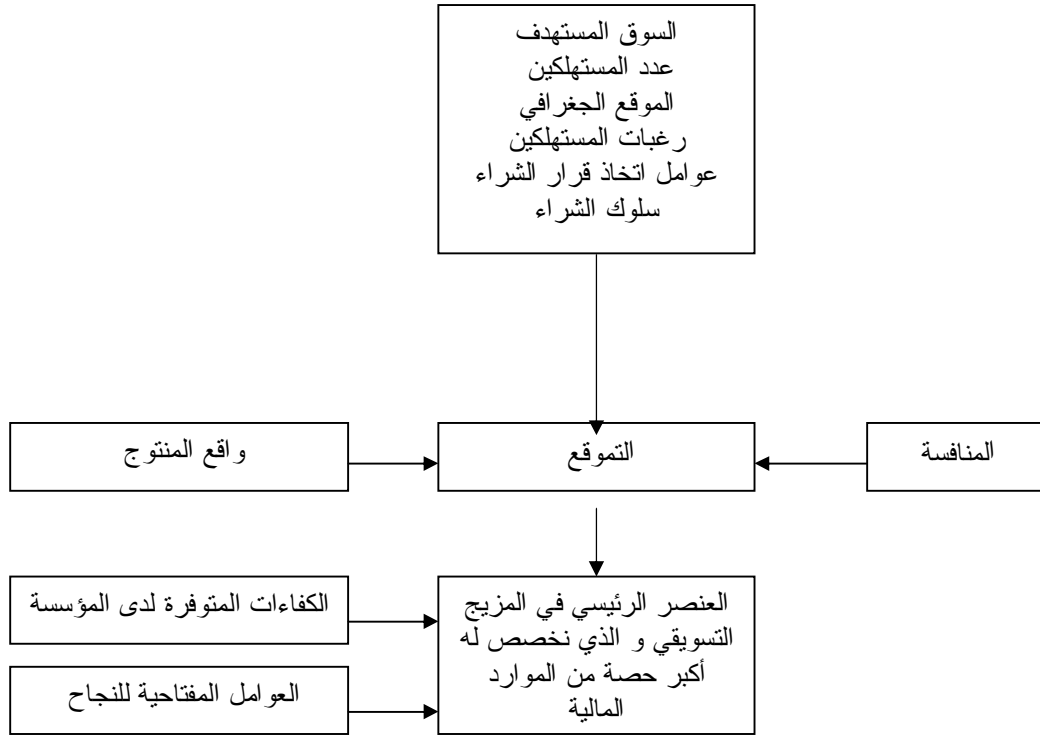 السوق المستهدف
عدد المستهلكين
الموقع الجغرافي
رغبات المستهلكين
عوامل اتخاذ قرار الشراء
سلوك الشراء
المنافسة
التموقع
واقع المنتوج
العنصر الرئيسي في المزيج
التسويقي و الذي نخصص له
أكبر حصة من الموارد
المالية
الكفاءات المتوفرة لدى المؤسسة
العوامل المفتاحية للنجاح